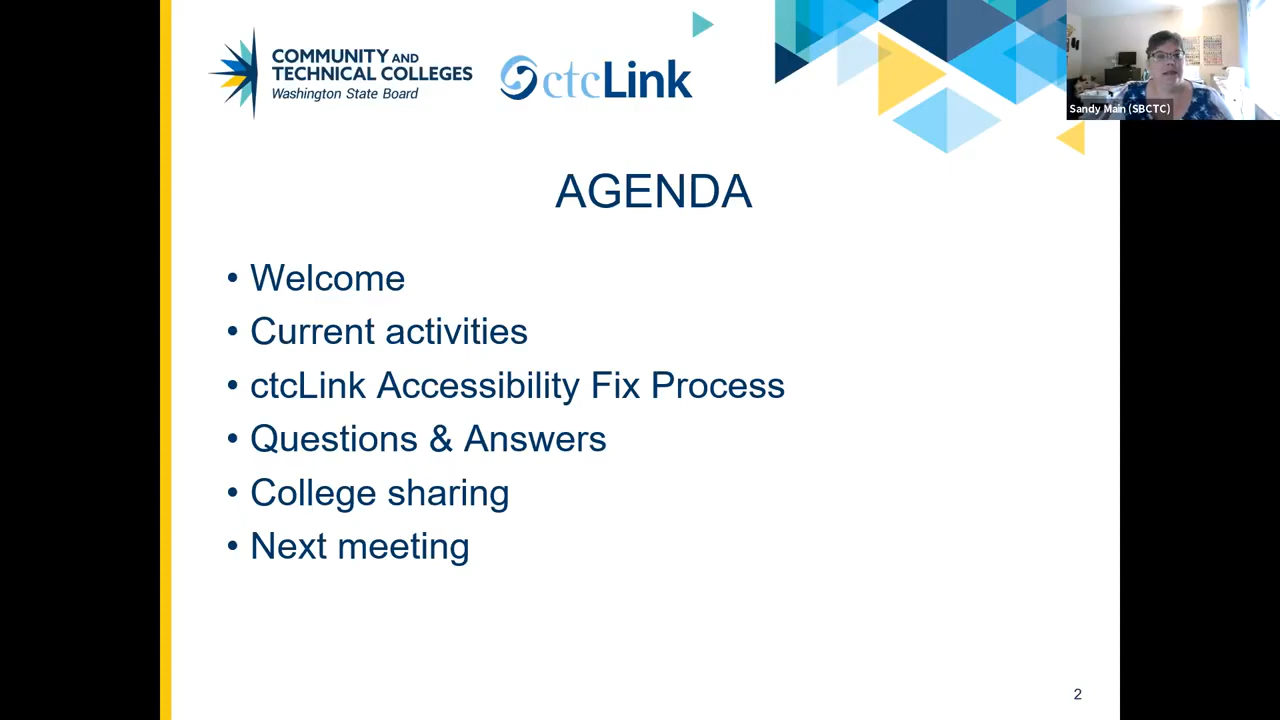 COMMUNITY AND
TECHNICAL COLLEGES
Washington State Board
ctcLink
Sandy Main (SBCTC)
AGENDA
• Welcome
• Current activities
• ctcLink Accessibility Fix Process
• Questions & Answers
• College sharing
• Next meeting
2